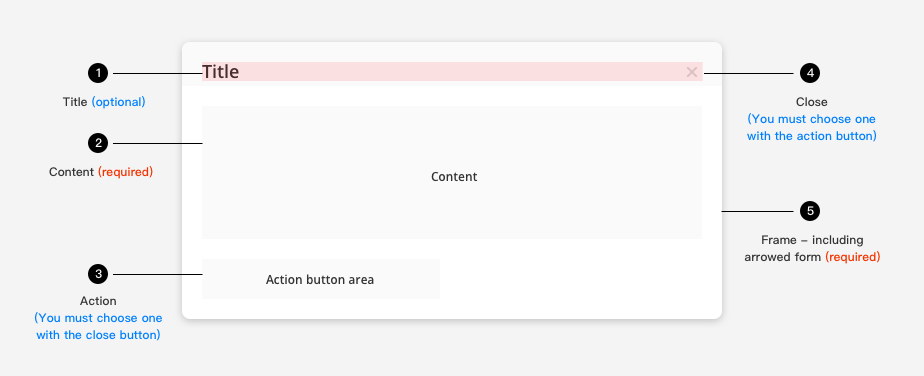 1
Title (optional)
2
Content (required)
3
Action
(You must choose one
with the close button)
Title
Content
Action button area
4
Close
(You must choose one
with the action button)
5
Frame – including
arrowed form (required)